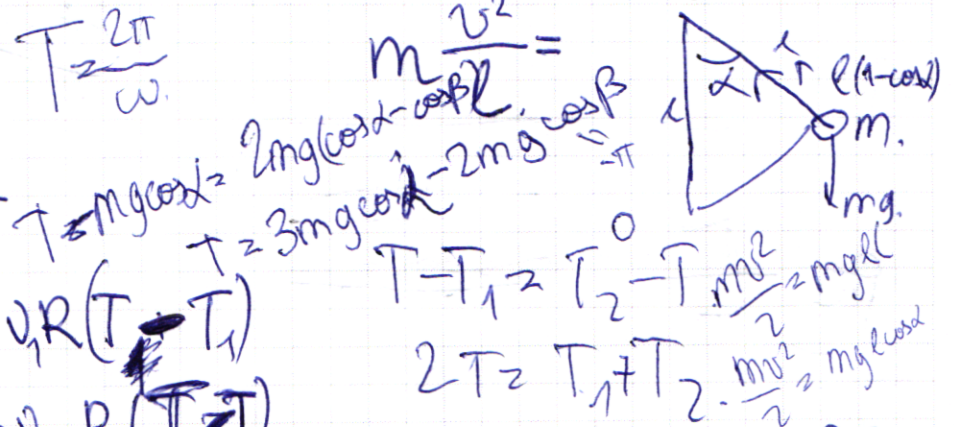 T = 2π/ω.
m v²/l =
T - mg cosα = 2mg(cosα - cosβ)
T = 3mg cosα - 2mg cosβ
l
α
T
l(1-cosα)
m.
mg.
ν₁R(T - T₁)
T - T₁ = T₂ - T
mv²/2 = mgl(
2T = T₁ + T₂.
mv²/2 = mgl cosα
R(T - T)